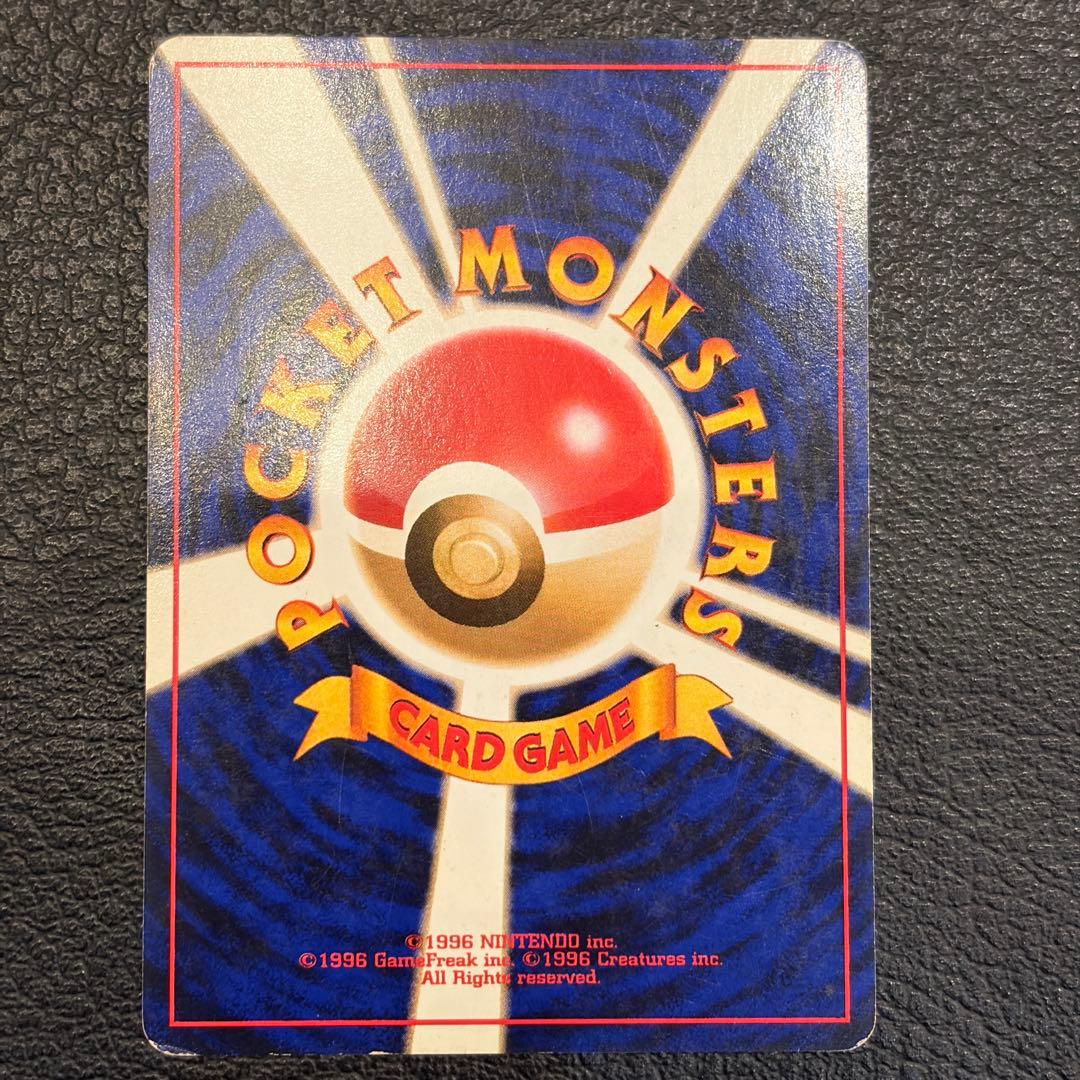 POCKET MONSTERS
CARD GAME
©1996 NINTENDO inc.
©1996 GameFreak inc. ©1996 Creatures inc.
All Rights reserved.